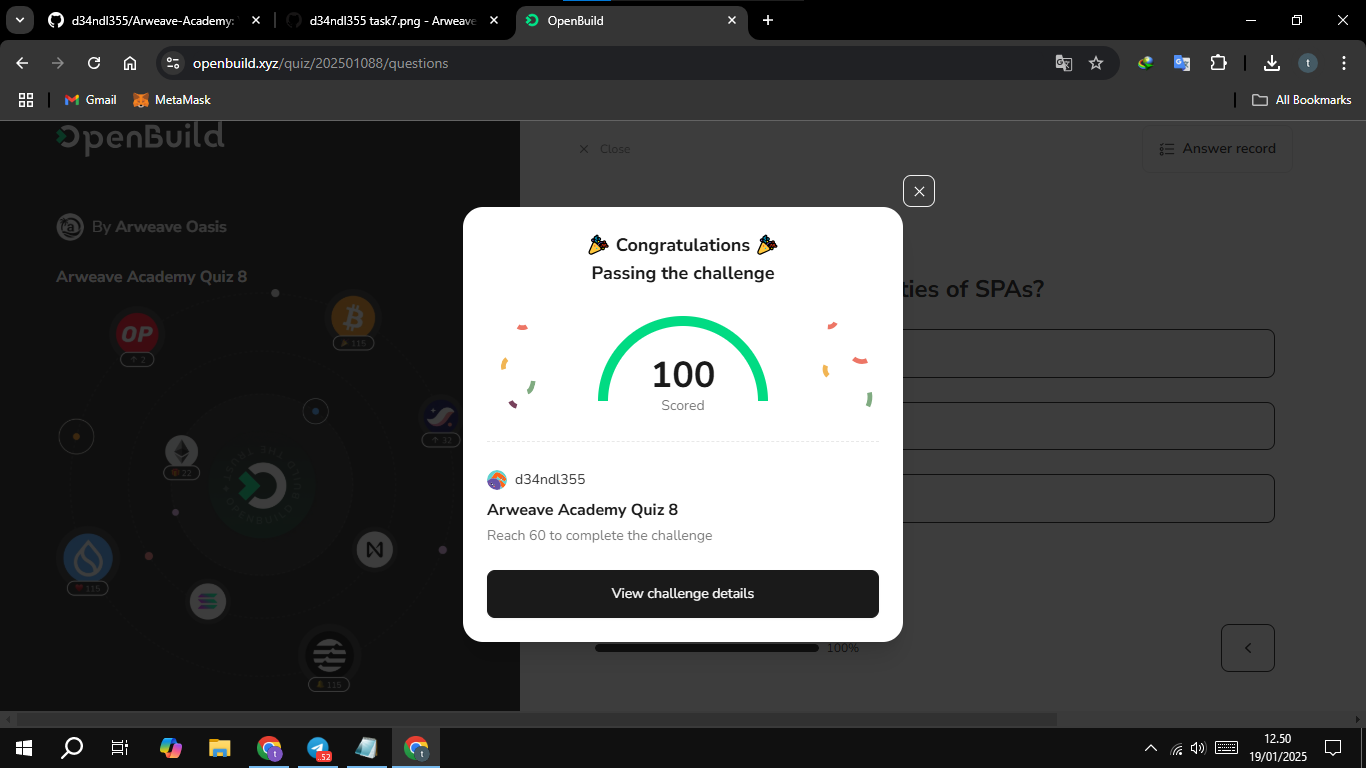 d34ndl355/Arweave-Academy:
d34ndl355 task7.png - Arweave
OpenBuild
openbuild.xyz/quiz/202501088/questions
t
Gmail
MetaMask
All Bookmarks
OpenBuild
Close
Answer record
By Arweave Oasis
Arweave Academy Quiz 8
🎉 Congratulations 🎉
Passing the challenge
ties of SPAs?
OP
2
115
100
Scored
32
22
d34ndl355
Arweave Academy Quiz 8
Reach 60 to complete the challenge
115
View challenge details
100%
115
t
.52
t
12.50
19/01/2025